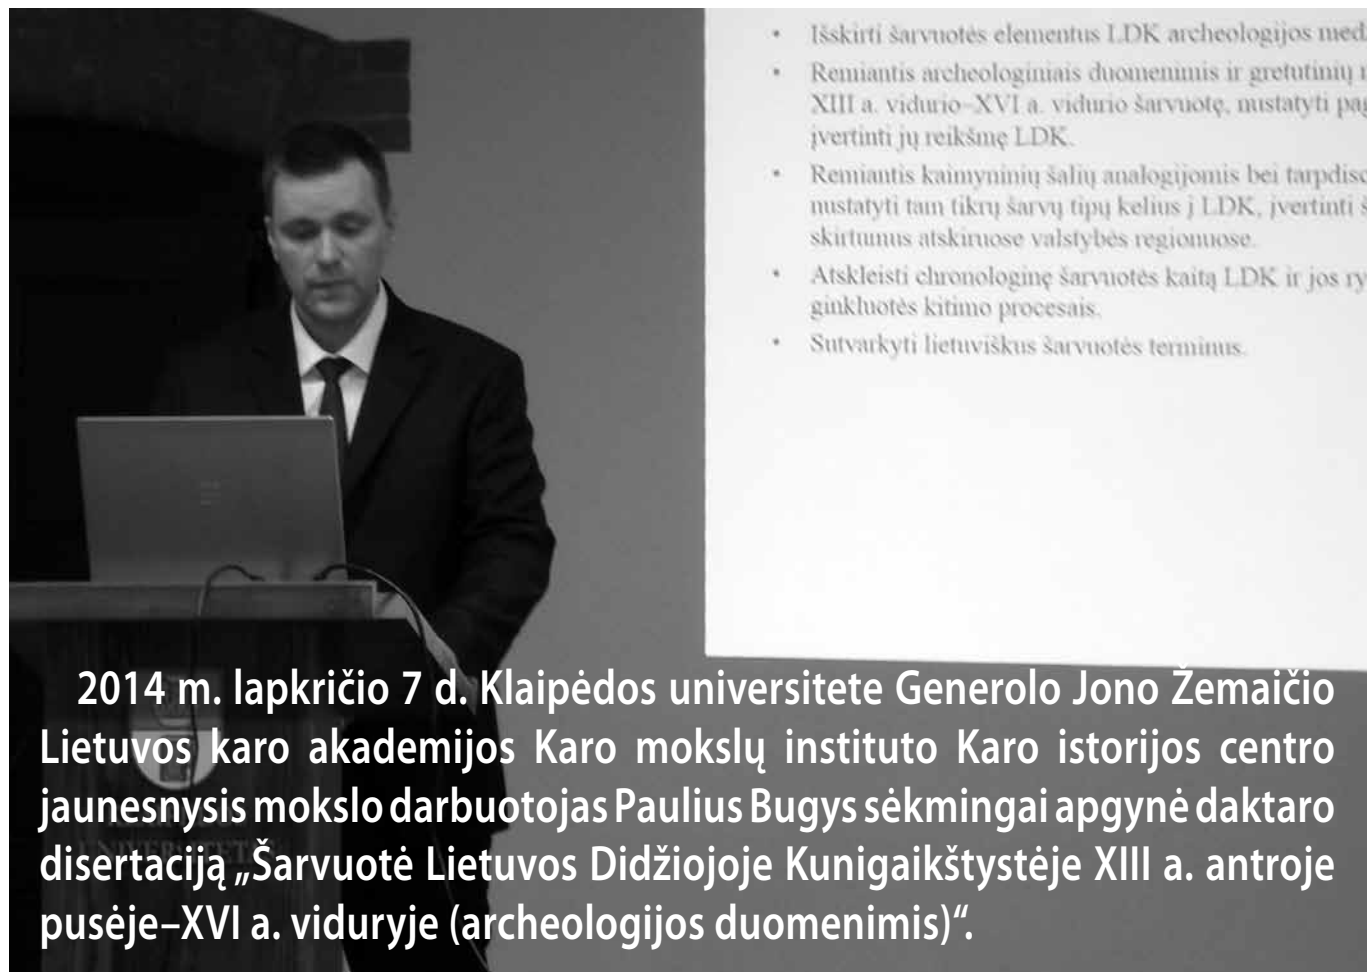 • Išskirti šarvuotės elementus LDK archeologijos med
• Remiantis archeologiniais duomenimis ir gretutinių
XIII a. vidurio–XVI a. vidurio šarvuotę, nustatyti pag
įvertinti jų reikšmę LDK.
• Remiantis kaimyninių šalių analogijomis bei tarpdisc
nustatyti tam tikrų šarvų tipų kelius į LDK, įvertinti
skirtumus atskiruose valstybės regionuose.
• Atskleisti chronologinę šarvuotės kaitą LDK ir jos ry
ginkluotės kitimo procesais.
• Sutvarkyti lietuviškus šarvuotės terminus.
2014 m. lapkričio 7 d. Klaipėdos universitete Generolo Jono Žemaičio
Lietuvos karo akademijos Karo mokslų instituto Karo istorijos centro
jaunesnysis mokslo darbuotojas Paulius Bugys sėkmingai apgynė daktaro
disertaciją „Šarvuotė Lietuvos Didžiojoje Kunigaikštystėje XIII a. antroje
pusėje–XVI a. viduryje (archeologijos duomenimis)“.